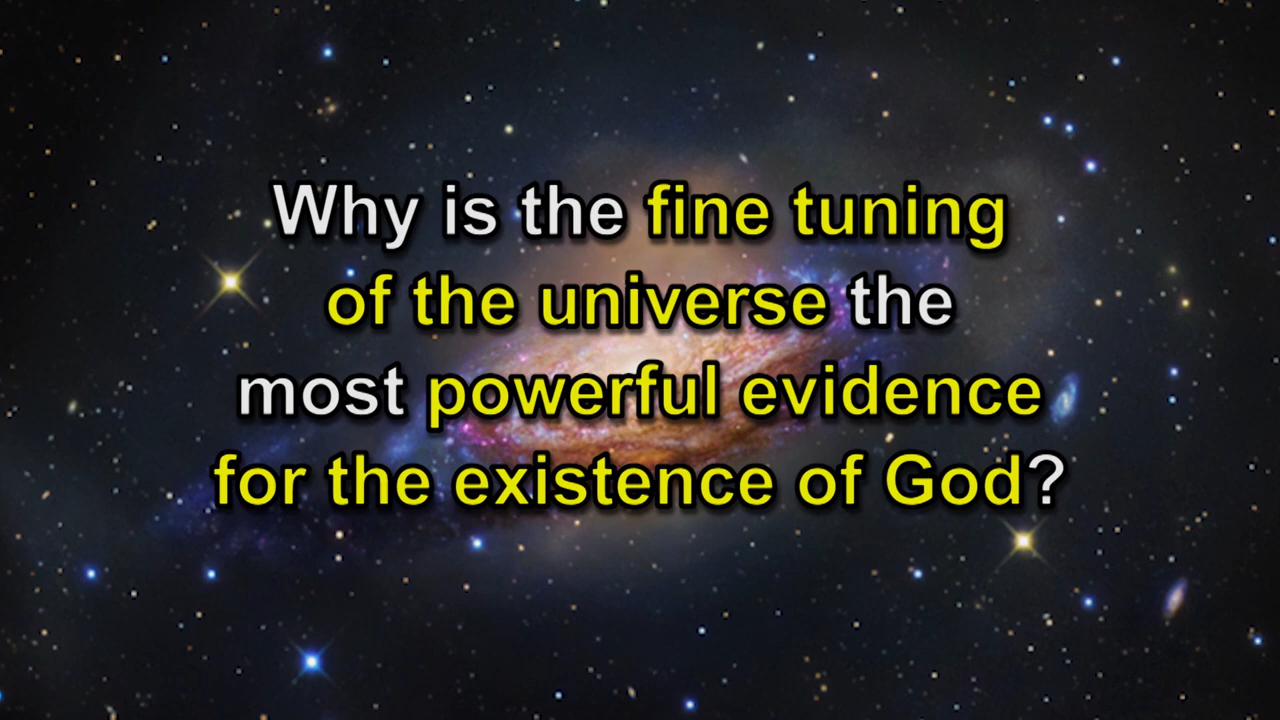 Why is the fine tuning
of the universe the
most powerful evidence
for the existence of God?